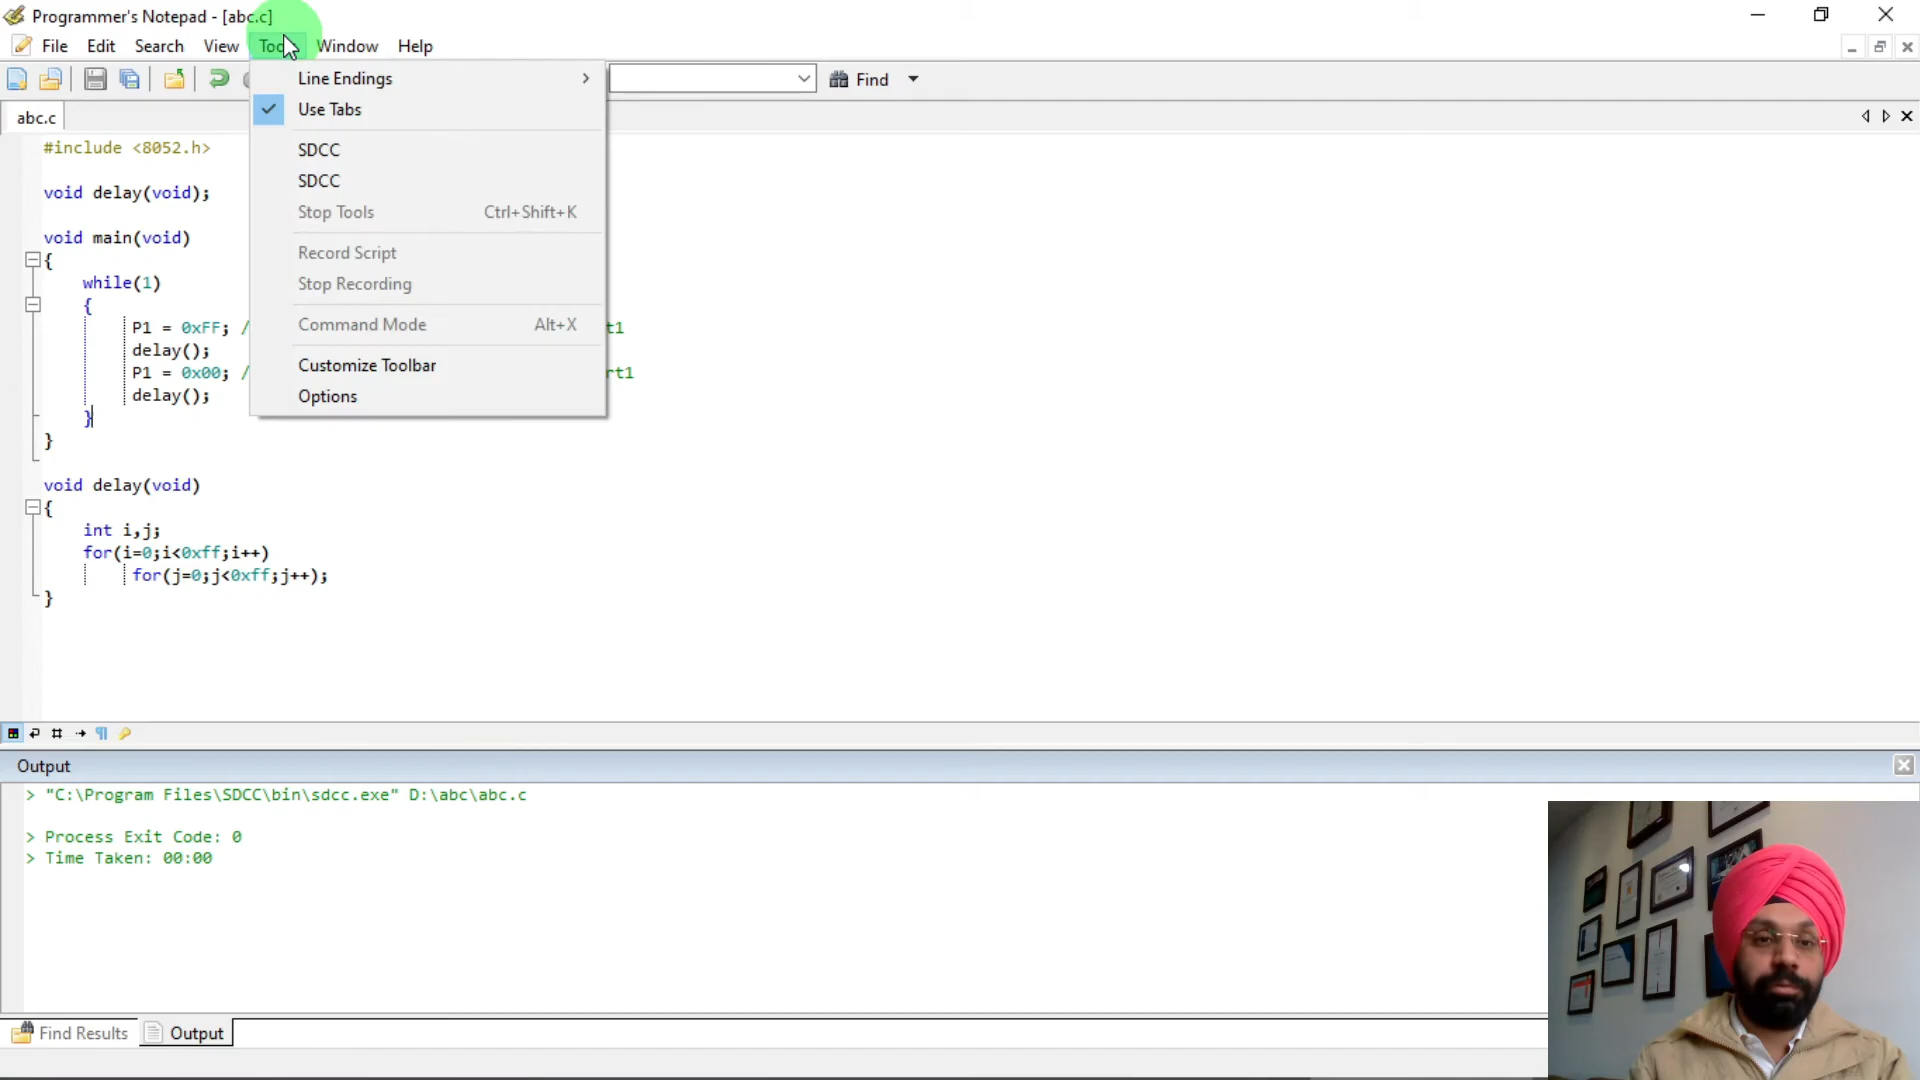 Programmer's Notepad - [abc.c]
File Edit Search View Window Help
Find
Line Endings
Use Tabs
SDCC
SDCC
Stop Tools Ctrl+Shift+K
Record Script
Stop Recording
Command Mode Alt+X
Customize Toolbar
Options
abc.c
#include <8052.h>
void delay(void);
void main(void)
{
while(1)
{
P1 = 0xFF; / t1
delay();
P1 = 0x00; / rt1
delay();
}
}
void delay(void)
{
int i,j;
for(i=0;i<0xff;i++)
for(j=0;j<0xff;j++);
}
Output
> "C:\Program Files\SDCC\bin\sdcc.exe" D:\abc\abc.c
> Process Exit Code: 0
> Time Taken: 00:00
Find Results Output